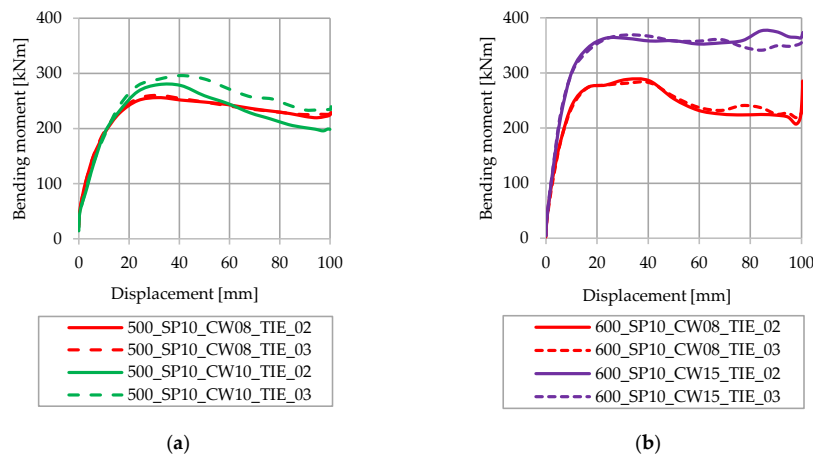 400
300
200
100
0
Bending moment [kNm]
0 20 40 60 80 100
Displacement [mm]
500_SP10_CW08_TIE_02
500_SP10_CW08_TIE_03
500_SP10_CW10_TIE_02
500_SP10_CW10_TIE_03
(a)
400
300
200
100
0
Bending moment [kNm]
0 20 40 60 80 100
Displacement [mm]
600_SP10_CW08_TIE_02
600_SP10_CW08_TIE_03
600_SP10_CW15_TIE_02
600_SP10_CW15_TIE_03
(b)